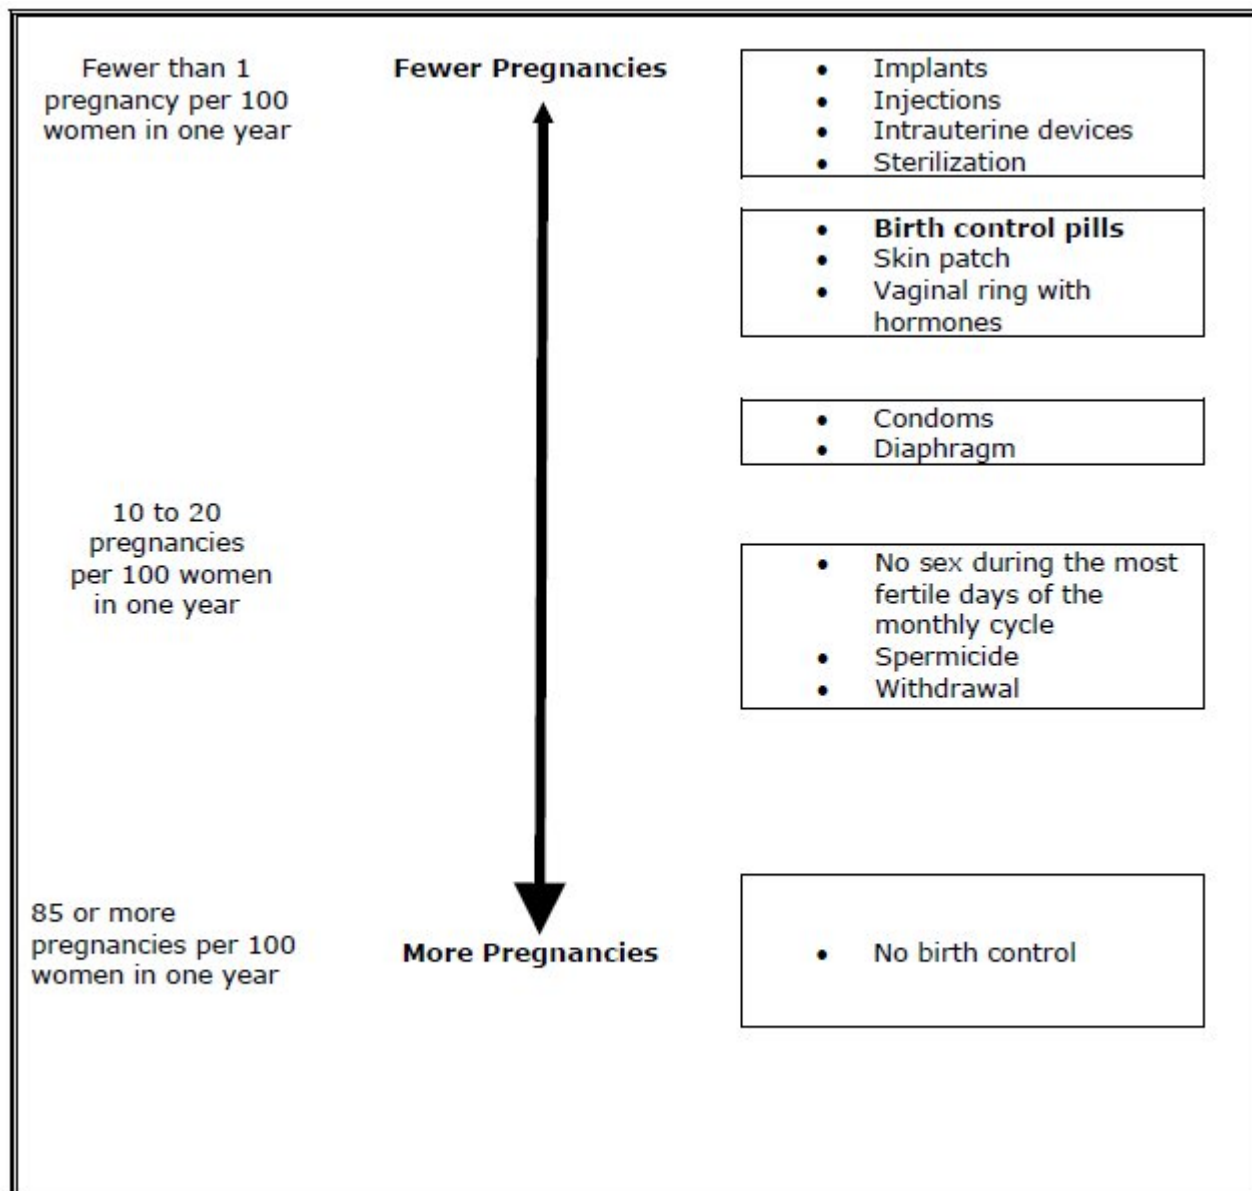 Fewer than 1
pregnancy per 100
women in one year
Fewer Pregnancies
• Implants
• Injections
• Intrauterine devices
• Sterilization
• Birth control pills
• Skin patch
• Vaginal ring with
hormones
• Condoms
• Diaphragm
10 to 20
pregnancies
per 100 women
in one year
• No sex during the most
fertile days of the
monthly cycle
• Spermicide
• Withdrawal
85 or more
pregnancies per 100
women in one year
More Pregnancies
• No birth control